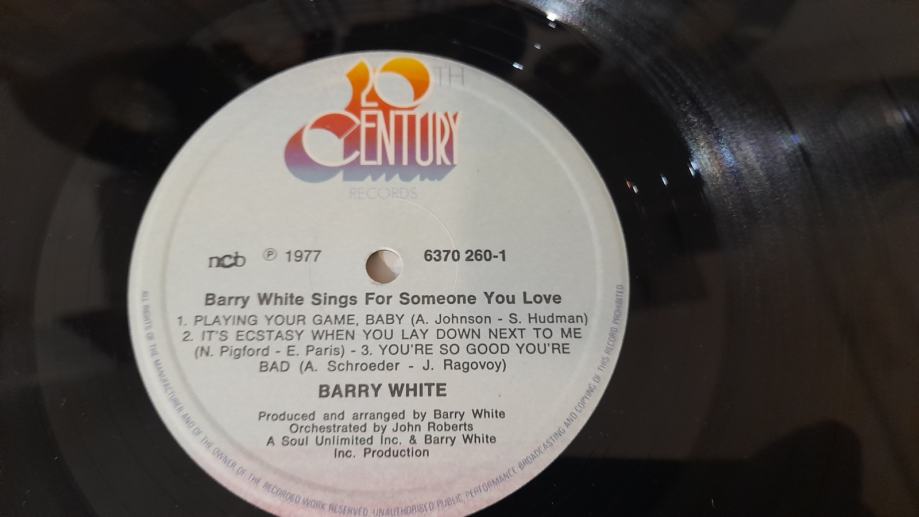 20TH
CENTURY
RECORDS
ncb ℗ 1977 6370 260-1
Barry White Sings For Someone You Love
1. PLAYING YOUR GAME, BABY (A. Johnson - S. Hudman)
2. IT'S ECSTASY WHEN YOU LAY DOWN NEXT TO ME
(N. Pigford - E. Paris) - 3. YOU'RE SO GOOD YOU'RE
BAD (A. Schroeder - J. Ragovoy)
BARRY WHITE
Produced and arranged by Barry White
Orchestrated by John Roberts
A Soul Unlimited Inc. & Barry White
Inc. Production
ALL RIGHTS OF THE MANUFACTURER AND OF THE OWNER OF THE RECORDED WORK RESERVED. UNAUTHORISED PUBLIC PERFORMANCE BROADCASTING AND COPYING OF THIS RECORD PROHIBITED